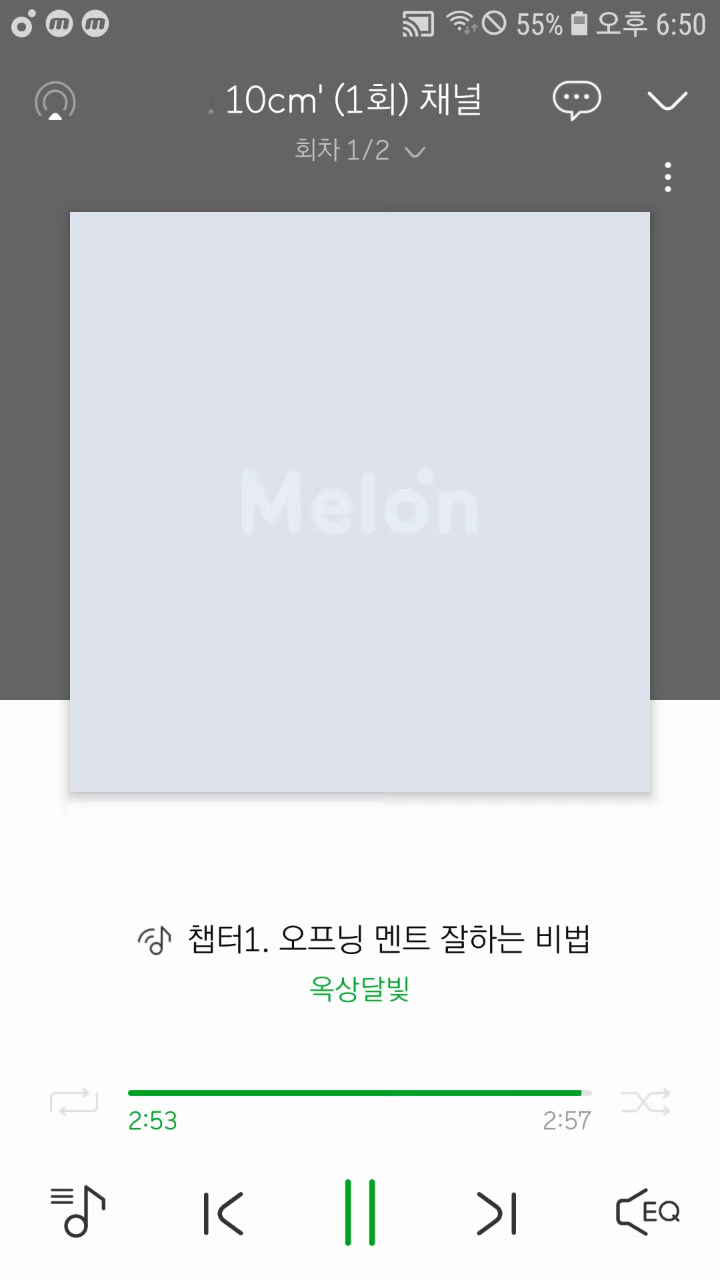 55% 오후 6:50
. 10cm' (1회) 채널
회차 1/2
Melon
챕터1. 오프닝 멘트 잘하는 비법
옥상달빛
2:53
2:57
EQ